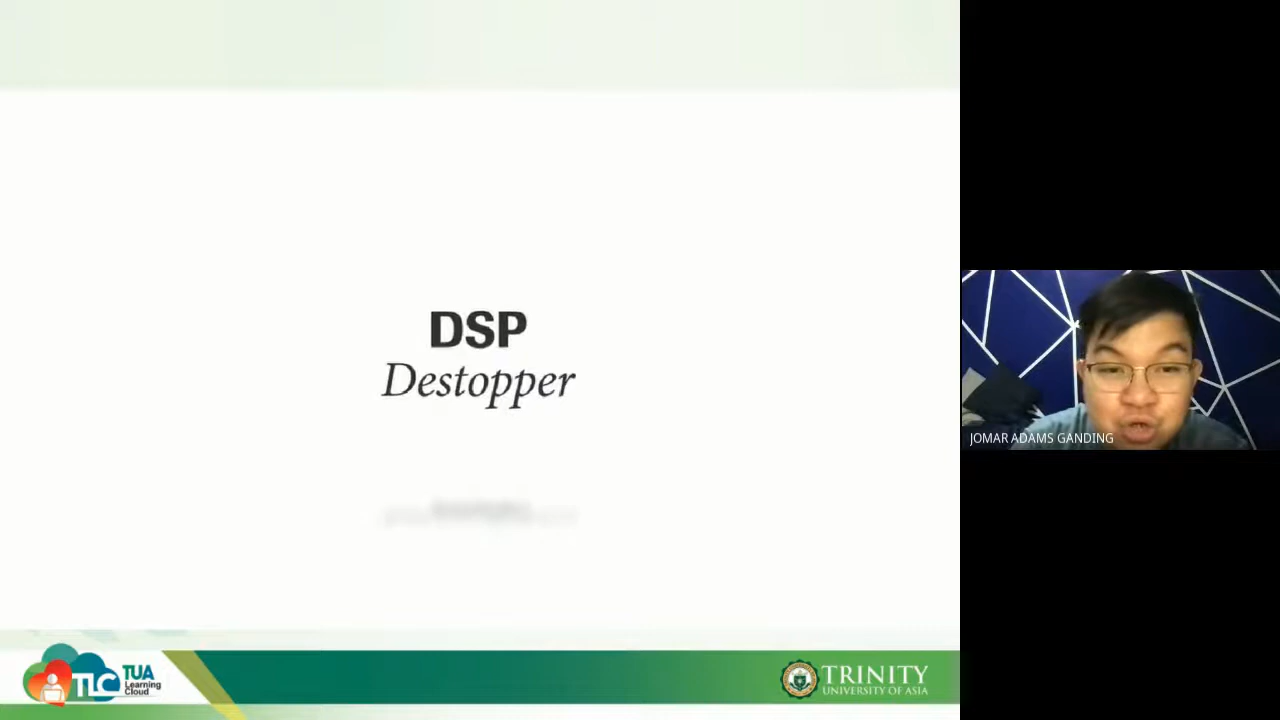 DSP
Destopper
JOMAR ADAMS GANDING
TLC
TUA
Learning
Cloud
TRINITY
UNIVERSITY OF ASIA